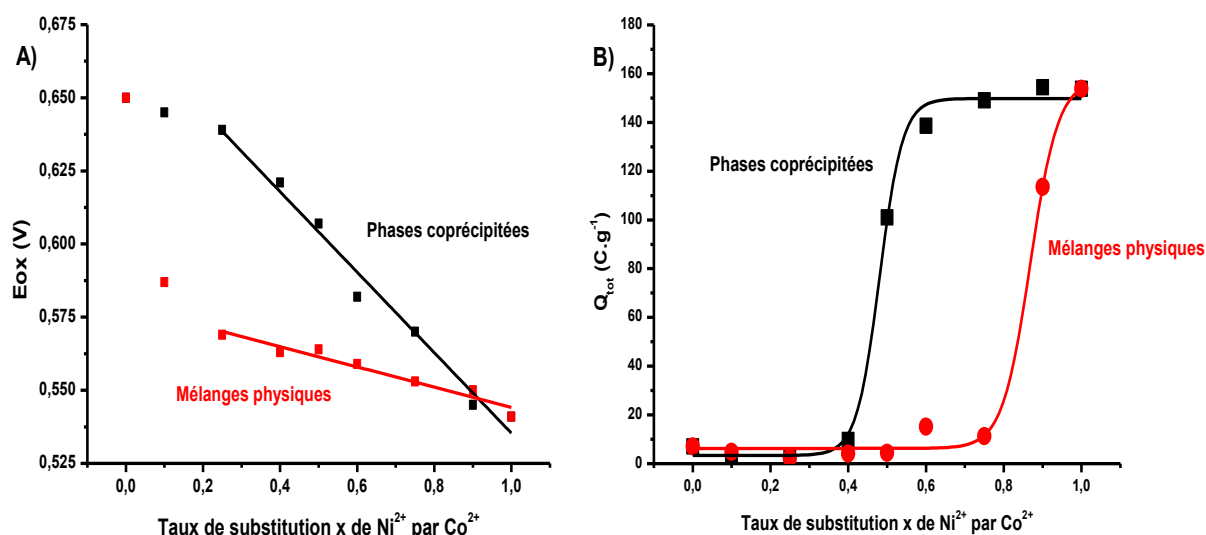 A)
0,675
0,650
0,625
0,600
0,575
0,550
0,525
Eox (V)
Phases coprécipitées
Mélanges physiques
0,0 0,2 0,4 0,6 0,8 1,0
Taux de substitution x de Ni²⁺ par Co²⁺
B)
180
160
140
120
100
80
60
40
20
0
Qtot (C.g⁻¹)
Phases coprécipitées
Mélanges physiques
0,0 0,2 0,4 0,6 0,8 1,0
Taux de substitution x de Ni²⁺ par Co²⁺